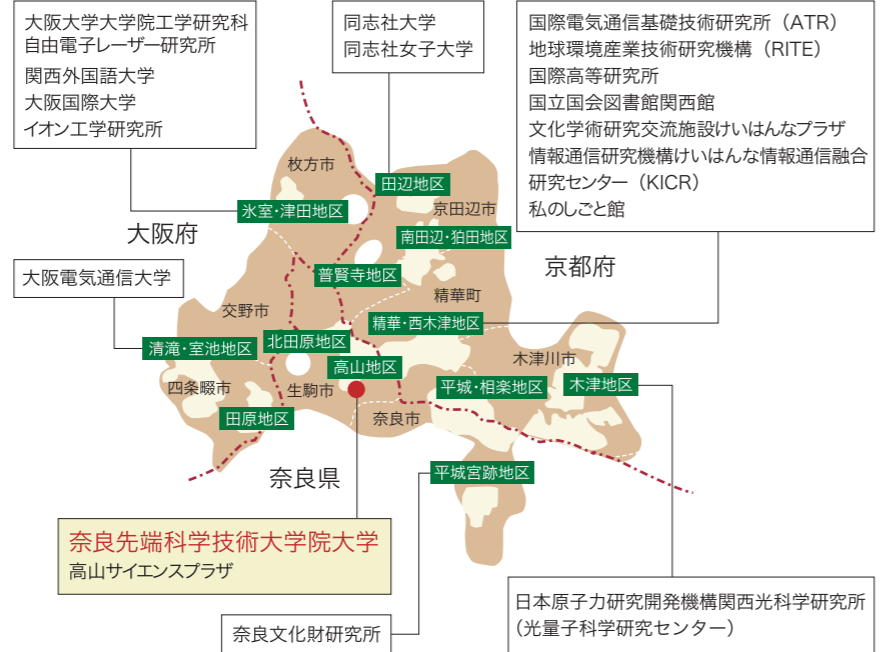 大阪大学大学院工学研究科
自由電子レーザー研究所
関西外国語大学
大阪国際大学
イオン工学研究所
同志社大学
同志社女子大学
国際電気通信基礎技術研究所（ATR）
地球環境産業技術研究機構（RITE）
国際高等研究所
国立国会図書館関西館
文化学術研究交流施設けいはんなプラザ
情報通信研究機構けいはんな情報通信融合
研究センター（KICR）
私のしごと館
枚方市
田辺地区
氷室・津田地区
京田辺市
大阪府
南田辺・狛田地区
京都府
大阪電気通信大学
普賢寺地区
精華町
交野市
精華・西木津地区
北田原地区
清滝・室池地区
高山地区
木津川市
四条畷市
生駒市
平城・相楽地区
木津地区
田原地区
奈良市
奈良県
平城宮跡地区
奈良先端科学技術大学院大学
高山サイエンスプラザ
日本原子力研究開発機構関西光科学研究所
（光量子科学研究センター）
奈良文化財研究所